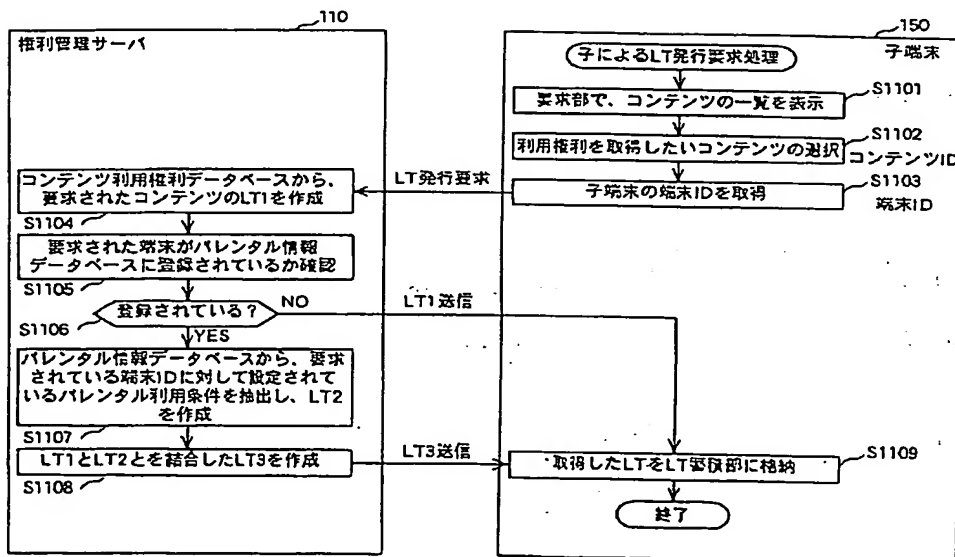 110
権利管理サーバ
コンテンツ利用権利データベースから、
要求されたコンテンツのLT1を作成
S1104
要求された端末がパレンタル情報
データベースに登録されているか確認
S1105
登録されている?
S1106
NO
YES
パレンタル情報データベースから、要求
されている端末IDに対して設定されて
いるパレンタル利用条件を抽出し、LT2
を作成
S1107
LT1とLT2とを結合したLT3を作成
S1108
LT発行要求
LT1送信
LT3送信
150
子端末
子によるLT発行要求処理
S1101
要求部で、コンテンツの一覧を表示
S1102
利用権利を取得したいコンテンツの選択
コンテンツID
S1103
子端末の端末IDを取得
端末ID
S1109
取得したLTをLT蓄積部に格納
終了